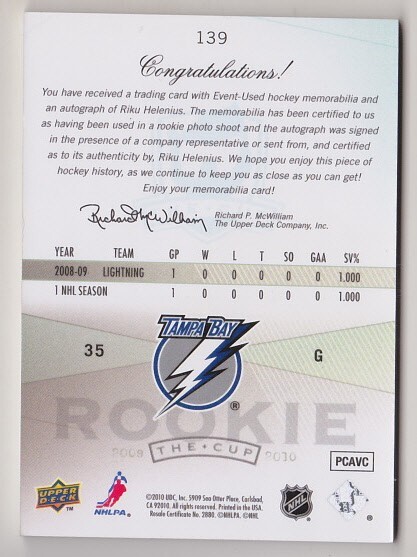 139
Congratulations!
You have received a trading card with Event-Used hockey memorabilia and
an autograph of Riku Helenius. The memorabilia has been certified to us
as having been used in a rookie photo shoot and the autograph was signed
in the presence of a company representative or sent from, and certified
as to its authenticity by, Riku Helenius. We hope you enjoy this piece of
hockey history, as we continue to keep you as close as you can get!
Enjoy your memorabilia card!
Richard McWilliam
Richard P. McWilliam
The Upper Deck Company, Inc.
YEAR TEAM GP W L T SO GAA SV%
2008-09 LIGHTNING 1 0 0 0 0 0 1.000
1 NHL SEASON 1 0 0 0 0 0 1.000
TAMPA BAY
35 G
®
ROOKIE
2009 THE·CUP 2010
PCAVC
UPPER DECK
NHLPA.
NHL
©2010 UDC, Inc. 5909 Sea Otter Place, Carlsbad,
CA 92010. All rights reserved. Printed in the USA.
Resale Certificate No. 2880. ©NHLPA. ©NHL.